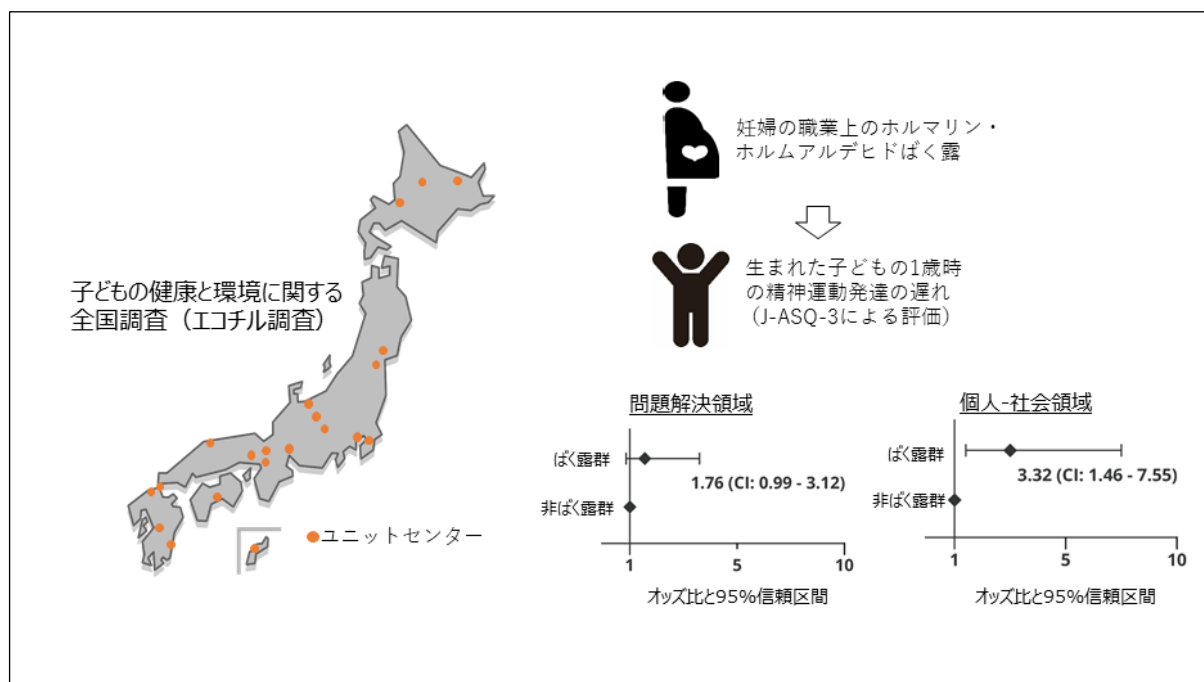 子どもの健康と環境に関する
全国調査（エコチル調査）
ユニットセンター
妊婦の職業上のホルマリン・
ホルムアルデヒドばく露
生まれた子どもの1歳時
の精神運動発達の遅れ
（J-ASQ-3による評価）
問題解決領域
ばく露群
1.76 (CI: 0.99 - 3.12)
非ばく露群
1 5 10
オッズ比と95%信頼区間
個人-社会領域
ばく露群
3.32 (CI: 1.46 - 7.55)
非ばく露群
1 5 10
オッズ比と95%信頼区間